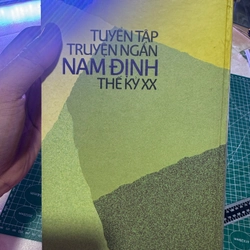 TUYỂN TẬP
TRUYỆN NGẮN
NAM ĐỊNH
THẾ KỶ XX